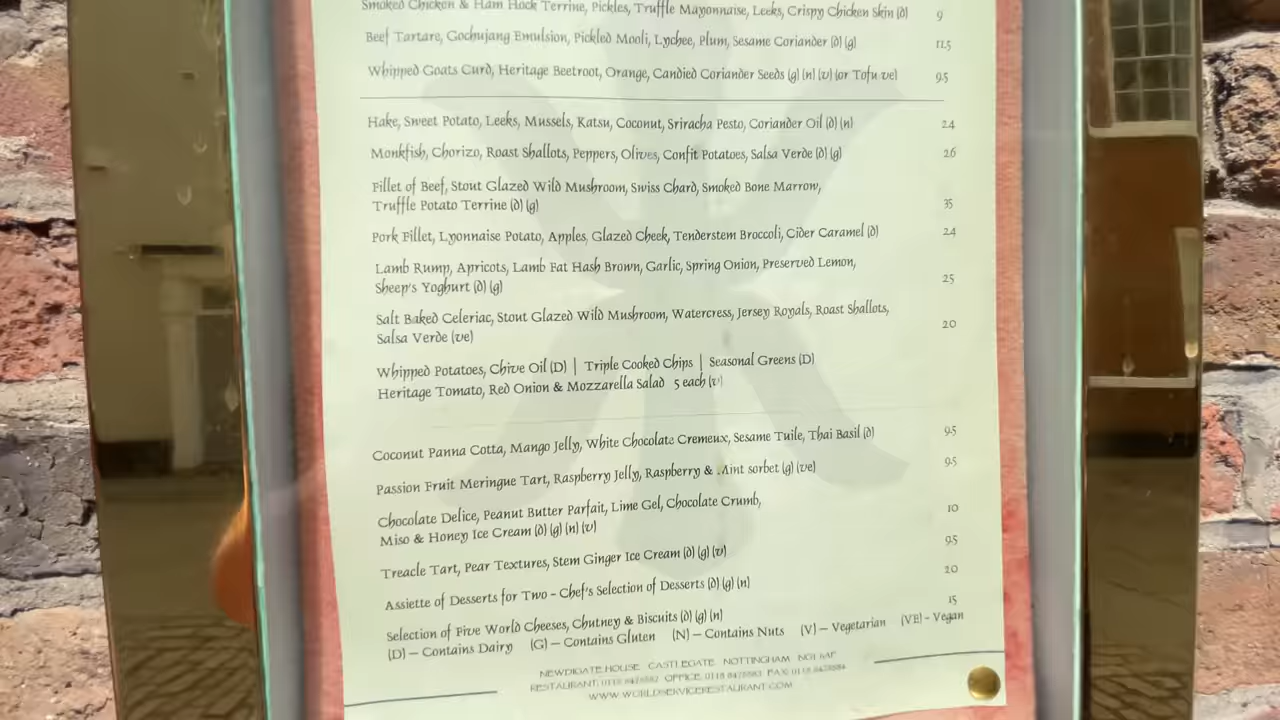 Smoked Chicken & Ham Hock Terrine, Pickles, Truffle Mayonnaise, Leeks, Crispy Chicken Skin (d) 9
Beef Tartare, Gochujang Emulsion, Pickled Mooli, Lychee, Plum, Sesame Coriander (d) (g) 11.5
Whipped Goats Curd, Heritage Beetroot, Orange, Candied Coriander Seeds (g) (n) (v) (or Tofu ve) 9.5
Hake, Sweet Potato, Leeks, Mussels, Katsu, Coconut, Sriracha Pesto, Coriander Oil (d) (n) 24
Monkfish, Chorizo, Roast Shallots, Peppers, Olives, Confit Potatoes, Salsa Verde (d) (g) 26
Fillet of Beef, Stout Glazed Wild Mushroom, Swiss Chard, Smoked Bone Marrow,
Truffle Potato Terrine (d) (g) 35
Pork Fillet, Lyonnaise Potato, Apples, Glazed Cheek, Tenderstem Broccoli, Cider Caramel (d) 24
Lamb Rump, Apricots, Lamb Fat Hash Brown, Garlic, Spring Onion, Preserved Lemon,
Sheep's Yoghurt (d) (g) 25
Salt Baked Celeriac, Stout Glazed Wild Mushroom, Watercress, Jersey Royals, Roast Shallots,
Salsa Verde (ve) 20
Whipped Potatoes, Chive Oil (D) | Triple Cooked Chips | Seasonal Greens (D)
Heritage Tomato, Red Onion & Mozzarella Salad 5 each (v)
Coconut Panna Cotta, Mango Jelly, White Chocolate Cremeux, Sesame Tuile, Thai Basil (d) 9.5
Passion Fruit Meringue Tart, Raspberry Jelly, Raspberry & Mint sorbet (g) (ve) 9.5
Chocolate Delice, Peanut Butter Parfait, Lime Gel, Chocolate Crumb,
Miso & Honey Ice Cream (d) (g) (n) (v) 10
Treacle Tart, Pear Textures, Stem Ginger Ice Cream (d) (g) (v) 9.5
Assiette of Desserts for Two - Chef's Selection of Desserts (d) (g) (n) 20
Selection of Five World Cheeses, Chutney & Biscuits (d) (g) (n) 15
(D) – Contains Dairy (G) – Contains Gluten (N) – Contains Nuts (V) – Vegetarian (VE) - Vegan
NEWDIGATE HOUSE CASTLEGATE NOTTINGHAM NG1 6AF
RESTAURANT: OFFICE: FAX:
WWW.WORLDSERVICERESTAURANT.COM